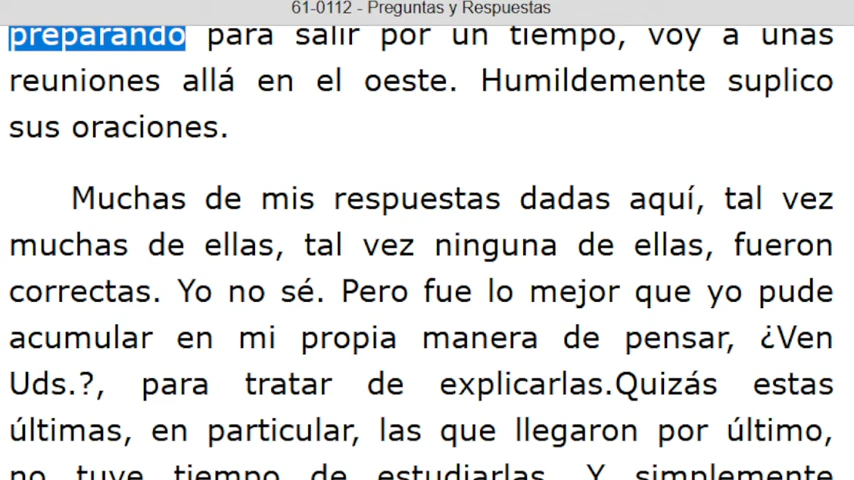 61-0112 - Preguntas y Respuestas
preparando para salir por un tiempo, voy a unas
reuniones allá en el oeste. Humildemente suplico
sus oraciones.
Muchas de mis respuestas dadas aquí, tal vez
muchas de ellas, tal vez ninguna de ellas, fueron
correctas. Yo no sé. Pero fue lo mejor que yo pude
acumular en mi propia manera de pensar, ¿Ven
Uds.?, para tratar de explicarlas.Quizás estas
últimas, en particular, las que llegaron por último,
no tuve tiempo de estudiarlas. Y simplemente